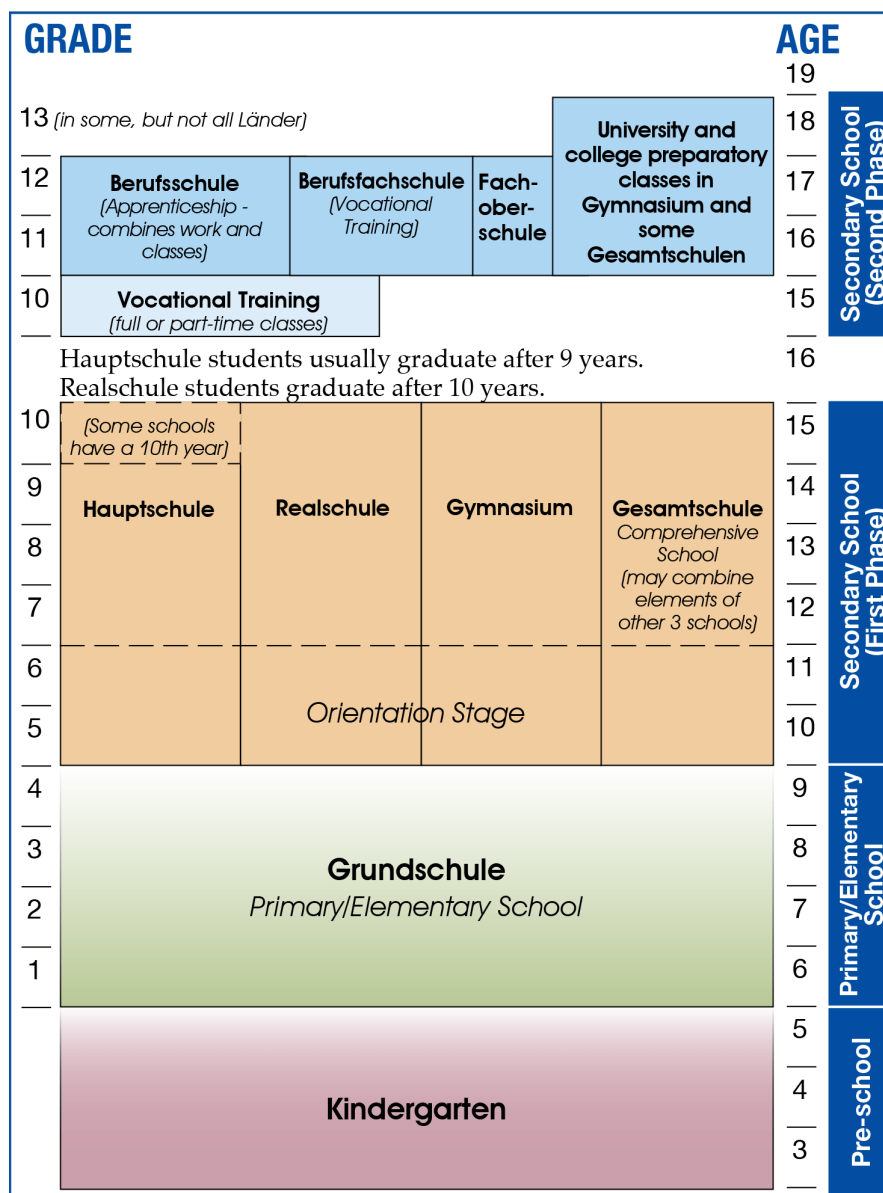 GRADE
AGE
19
13 (in some, but not all Länder)
18
12
17
11
16
10
15
Berufsschule
(Apprenticeship -
combines work and
classes)
Berufsfachschule
(Vocational
Training)
Fach-
ober-
schule
University and
college preparatory
classes in
Gymnasium and
some
Gesamtschulen
Vocational Training
(full or part-time classes)
Secondary School
(Second Phase)
Hauptschule students usually graduate after 9 years.
Realschule students graduate after 10 years.
16
10
15
9
14
8
13
7
12
6
11
5
10
(Some schools
have a 10th year)
Hauptschule
Realschule
Gymnasium
Gesamtschule
Comprehensive
School
(may combine
elements of
other 3 schools)
Orientation Stage
Secondary School
(First Phase)
4
9
3
8
2
7
1
6
Grundschule
Primary/Elementary School
Primary/Elementary
School
5
4
3
Kindergarten
Pre-school